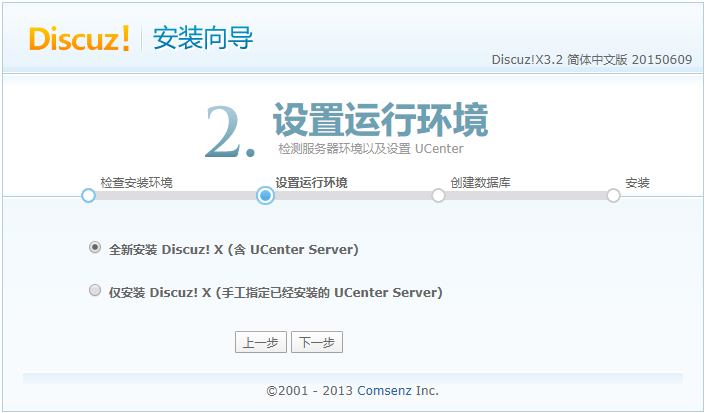 Discuz! 安装向导
Discuz!X3.2 简体中文版 20150609
2. 设置运行环境
检测服务器环境以及设置 UCenter
检查安装环境 设置运行环境 创建数据库 安装
全新安装 Discuz! X (含 UCenter Server)
仅安装 Discuz! X (手工指定已经安装的 UCenter Server)
上一步 下一步
©2001 - 2013 Comsenz Inc.